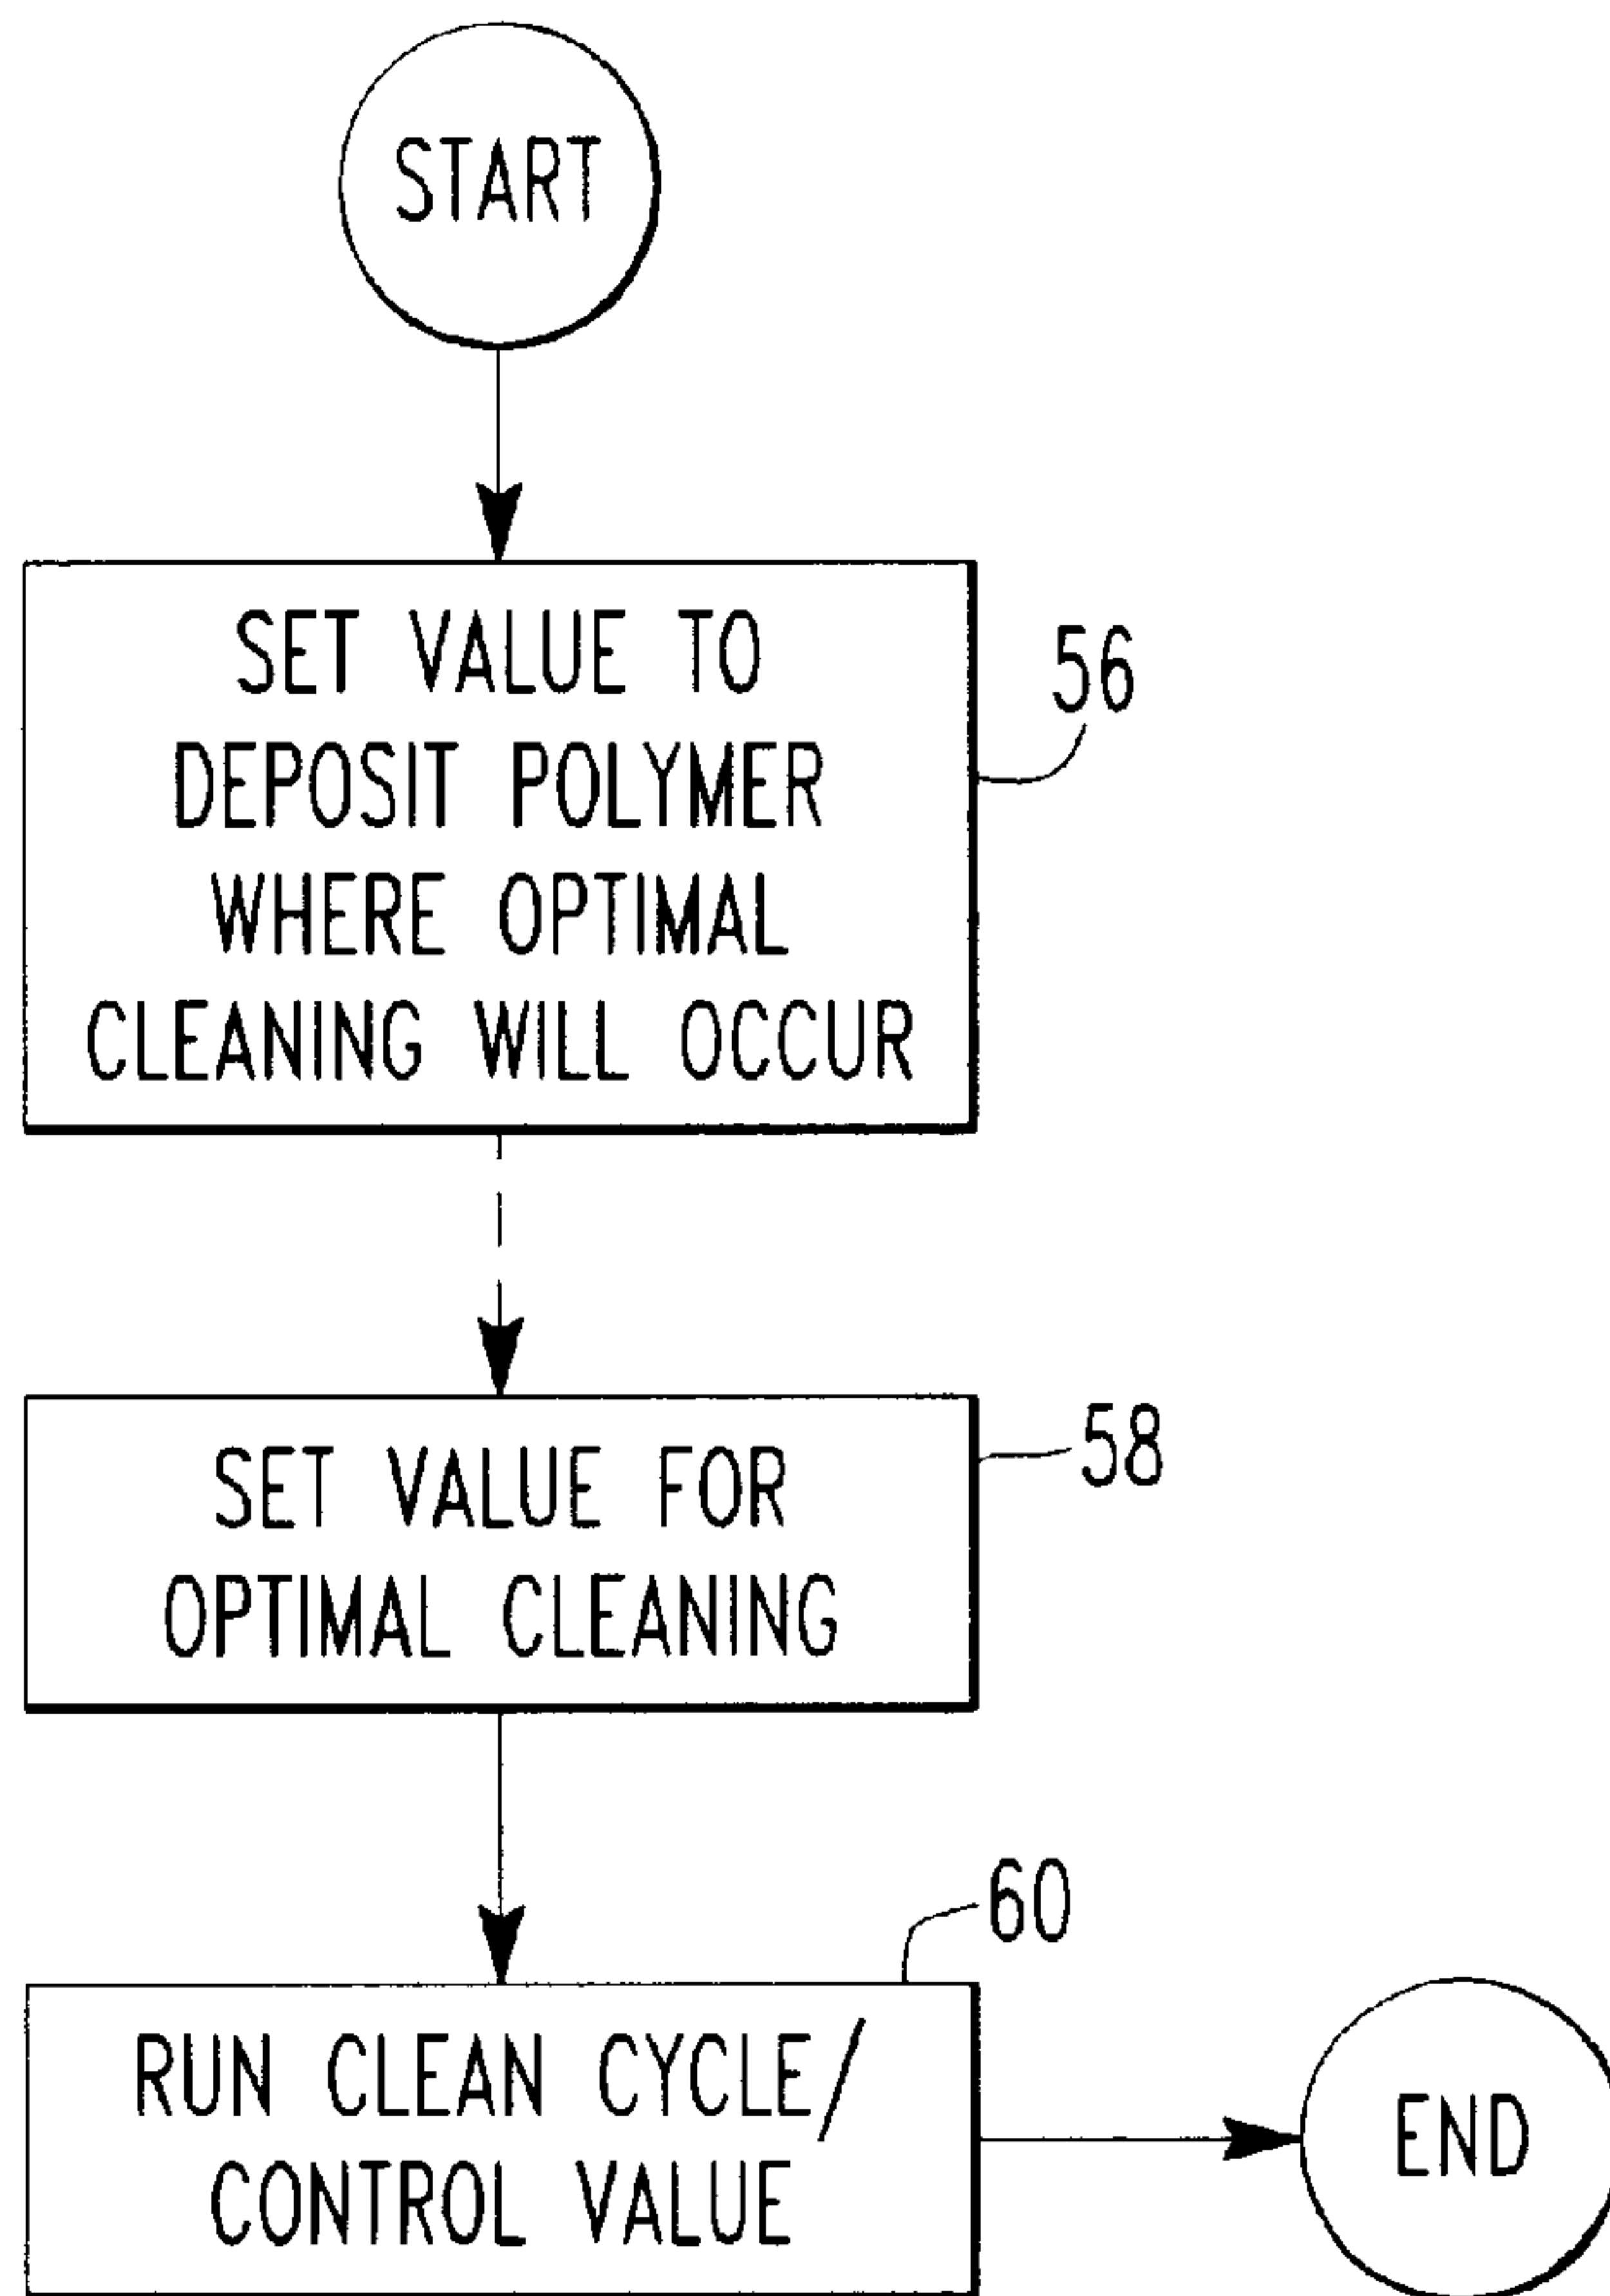 START
SET VALUE TO
DEPOSIT POLYMER
WHERE OPTIMAL
CLEANING WILL OCCUR
56
SET VALUE FOR
OPTIMAL CLEANING
58
60
RUN CLEAN CYCLE/
CONTROL VALUE
END